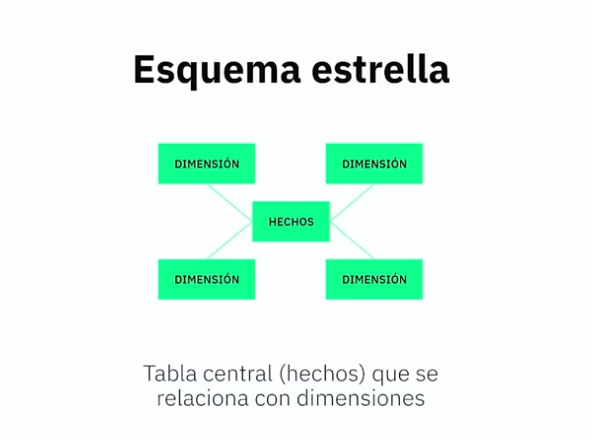 Esquema estrella
DIMENSIÓN
DIMENSIÓN
HECHOS
DIMENSIÓN
DIMENSIÓN
Tabla central (hechos) que se
relaciona con dimensiones